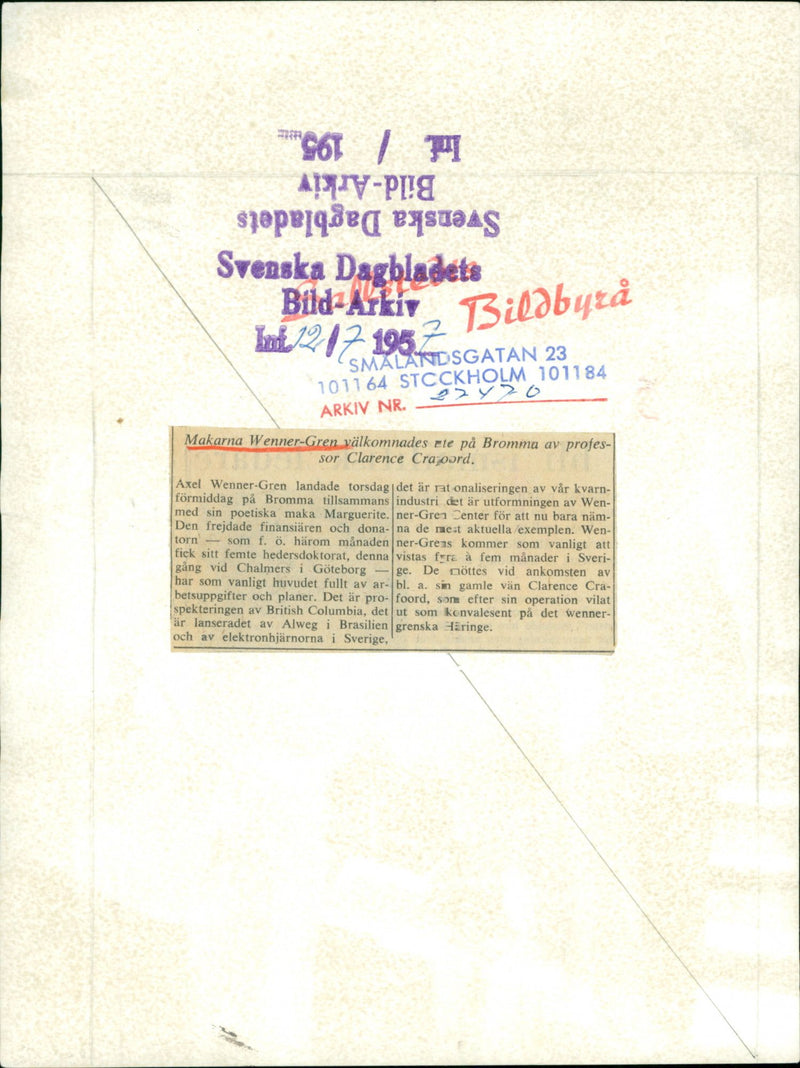 Inf. / 195
Bild-Arkiv
Svenska Dagbladets
Svenska Dagbladets
Bild-Arkiv
Inf. 12/7 1957
Bildbyrå
SMÅLANDSGATAN 23
101164 STOCKHOLM 101184
ARKIV NR. 22420
Makarna Wenner-Gren välkomnades ute på Bromma av profes-
sor Clarence Crafoord.
Axel Wenner-Gren landade torsdag
förmiddag på Bromma tillsammans
med sin poetiska maka Marguerite.
Den frejdade finansiären och dona-
torn — som f. ö. härom månaden
fick sitt femte hedersdoktorat, denna
gång vid Chalmers i Göteborg —
har som vanligt huvudet fullt av ar-
betsuppgifter och planer. Det är pro-
spekteringen av British Columbia, det
är lanseradet av Alweg i Brasilien
och av elektronhjärnorna i Sverige,
det är rationaliseringen av vår kvarn-
industri det är utformningen av Wen-
ner-Gren Center för att nu bara näm-
na de mest aktuella exemplen. Wen-
ner-Grens kommer som vanligt att
vistas fyra à fem månader i Sveri-
ge. De möttes vid ankomsten av
bl. a. sin gamle vän Clarence Cra-
foord, som efter sin operation vilat
ut som konvalesent på det wenner-
grenska Häringe.